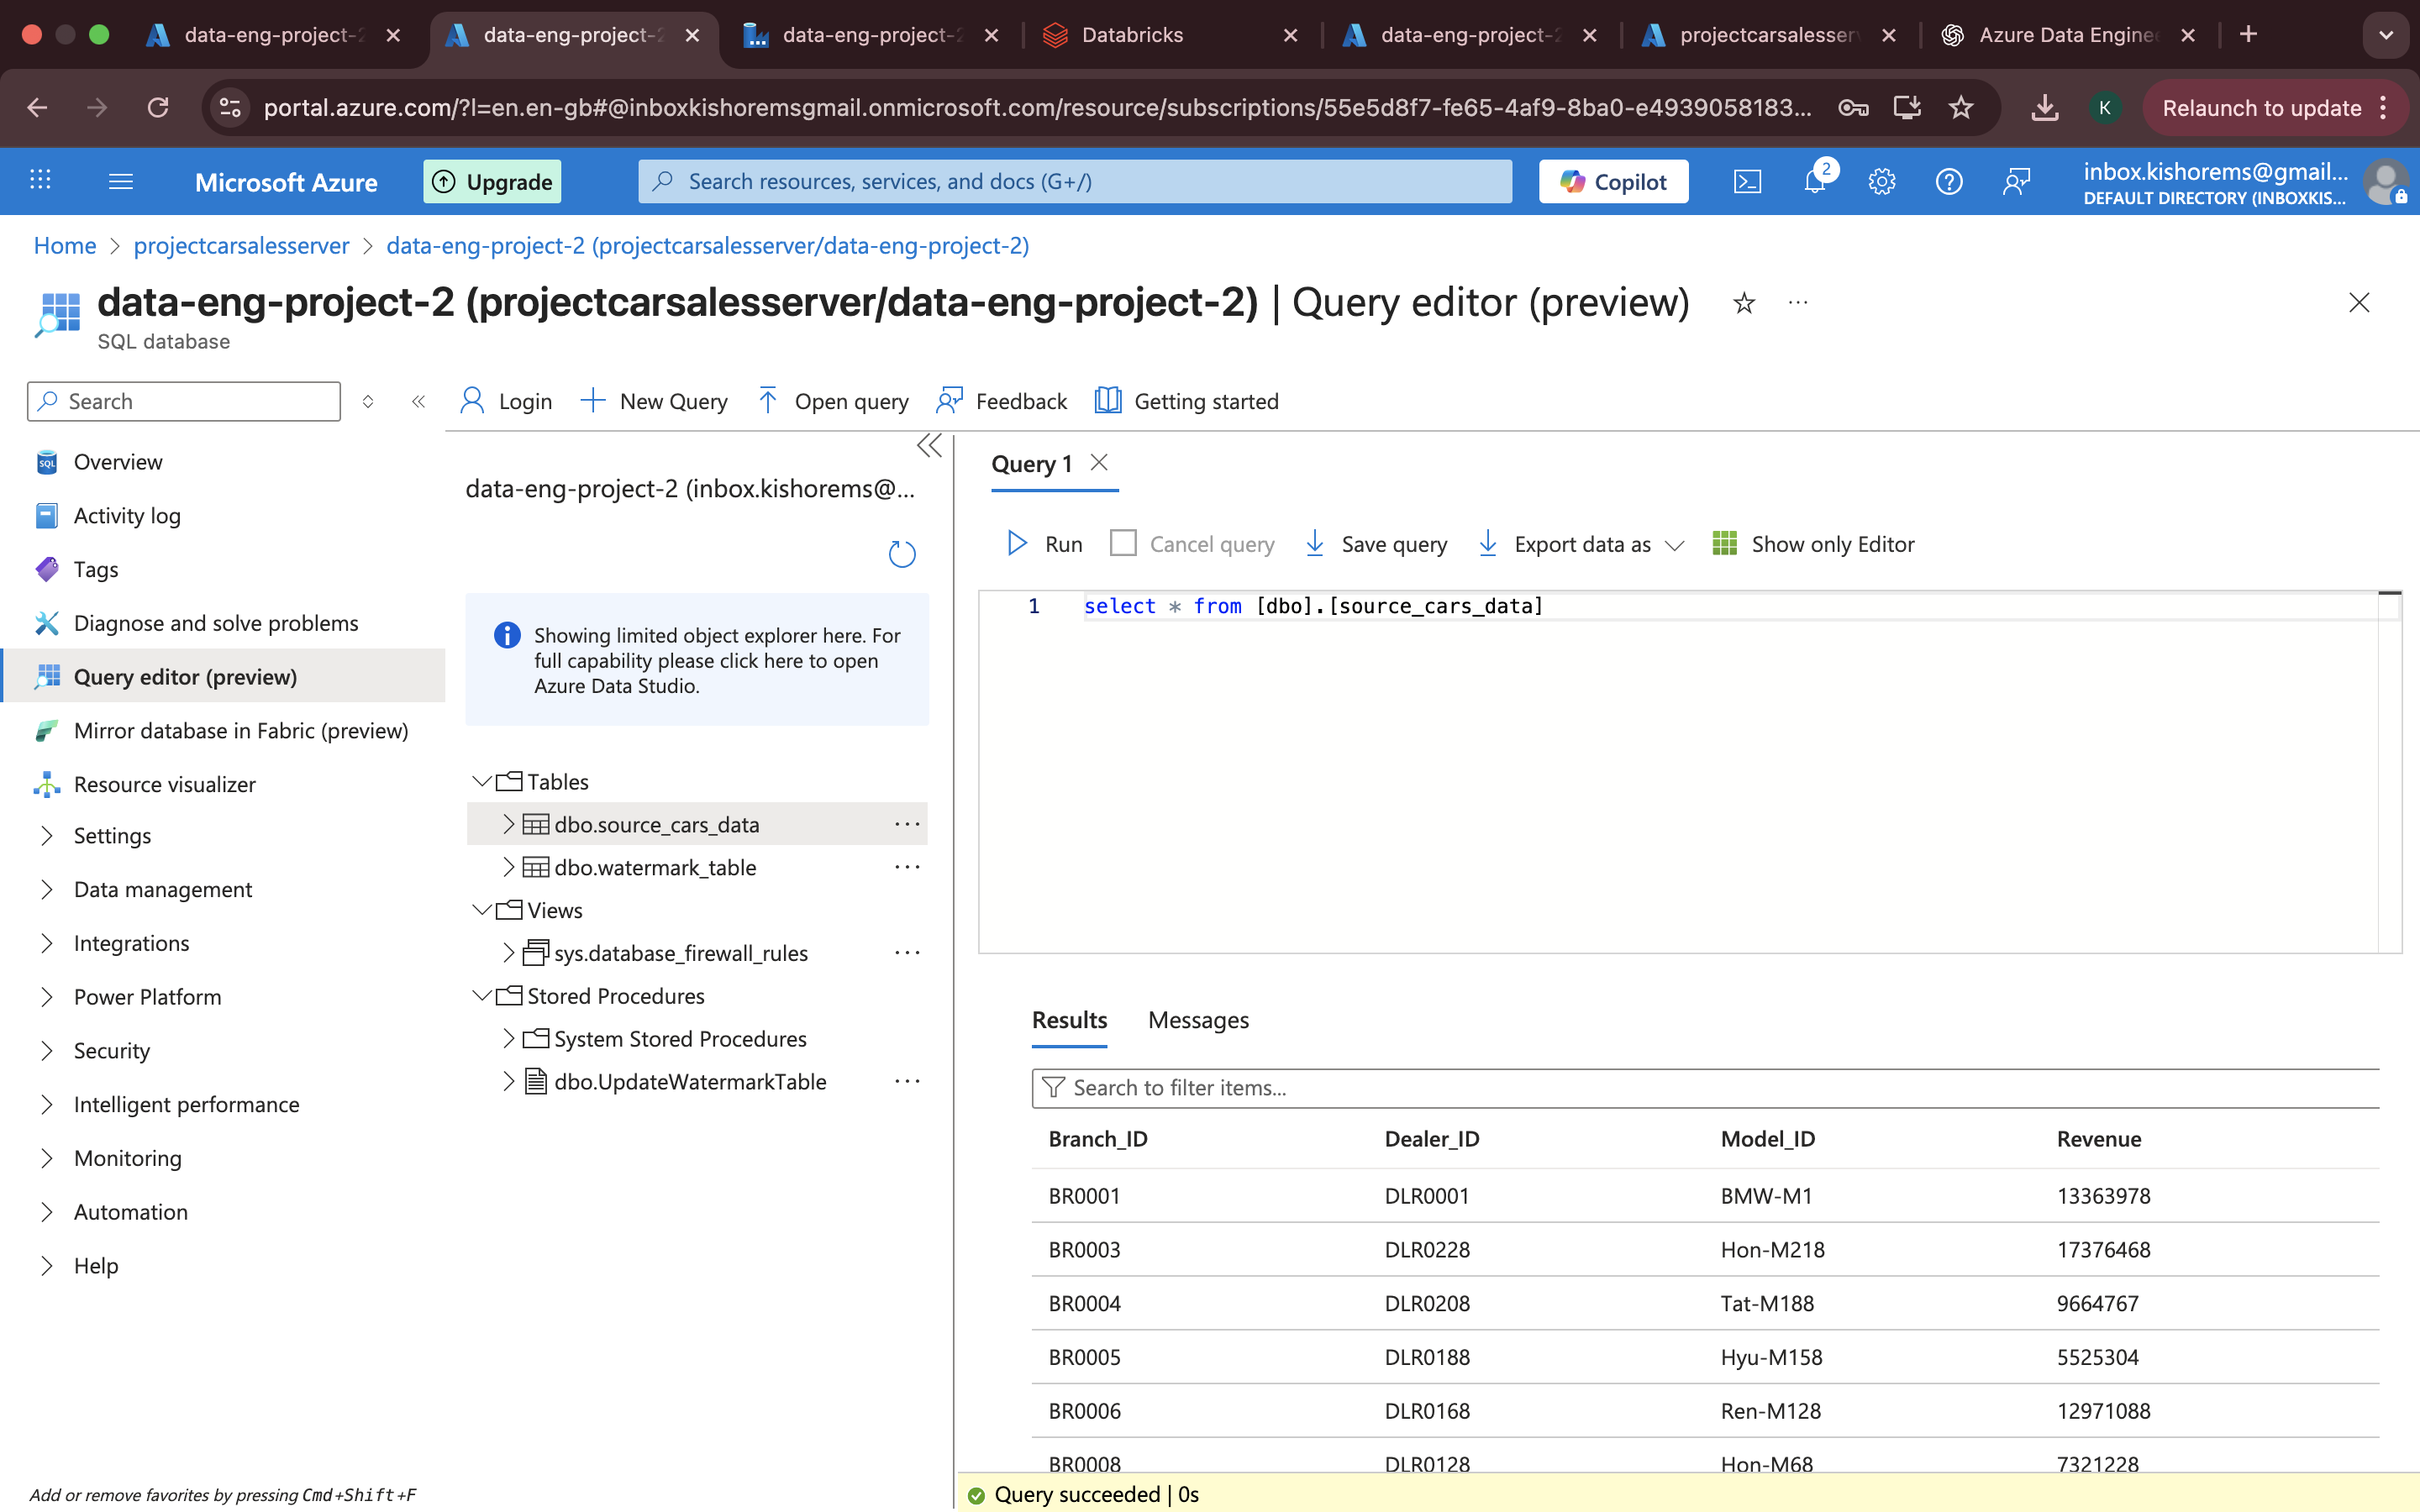 data-eng-project-2
data-eng-project-2
data-eng-project-2
Databricks
data-eng-project-2
projectcarsalesserv
Azure Data Engine
portal.azure.com/?l=en.en-gb#@inboxkishoremsgmail.onmicrosoft.com/resource/subscriptions/55e5d8f7-fe65-4af9-8ba0-e4939058183...
K
Relaunch to update
Microsoft Azure
Upgrade
Search resources, services, and docs (G+/)
Copilot
2
inbox.kishorems@gmail...
DEFAULT DIRECTORY (INBOXKIS...
Home > projectcarsalesserver > data-eng-project-2 (projectcarsalesserver/data-eng-project-2)
data-eng-project-2 (projectcarsalesserver/data-eng-project-2) | Query editor (preview)
SQL database
Search
Login
New Query
Open query
Feedback
Getting started
SQL
Overview
Activity log
Tags
Diagnose and solve problems
Query editor (preview)
Mirror database in Fabric (preview)
Resource visualizer
Settings
Data management
Integrations
Power Platform
Security
Intelligent performance
Monitoring
Automation
Help
Add or remove favorites by pressing Cmd+Shift+F
data-eng-project-2 (inbox.kishorems@...
Showing limited object explorer here. For
full capability please click here to open
Azure Data Studio.
Tables
dbo.source_cars_data
dbo.watermark_table
Views
sys.database_firewall_rules
Stored Procedures
System Stored Procedures
dbo.UpdateWatermarkTable
Query 1
Run
Cancel query
Save query
Export data as
Show only Editor
1 select * from [dbo].[source_cars_data]
Results
Messages
Search to filter items...
Branch_ID Dealer_ID Model_ID Revenue
BR0001 DLR0001 BMW-M1 13363978
BR0003 DLR0228 Hon-M218 17376468
BR0004 DLR0208 Tat-M188 9664767
BR0005 DLR0188 Hyu-M158 5525304
BR0006 DLR0168 Ren-M128 12971088
BR0008 DLR0128 Hon-M68 7321228
Query succeeded | 0s